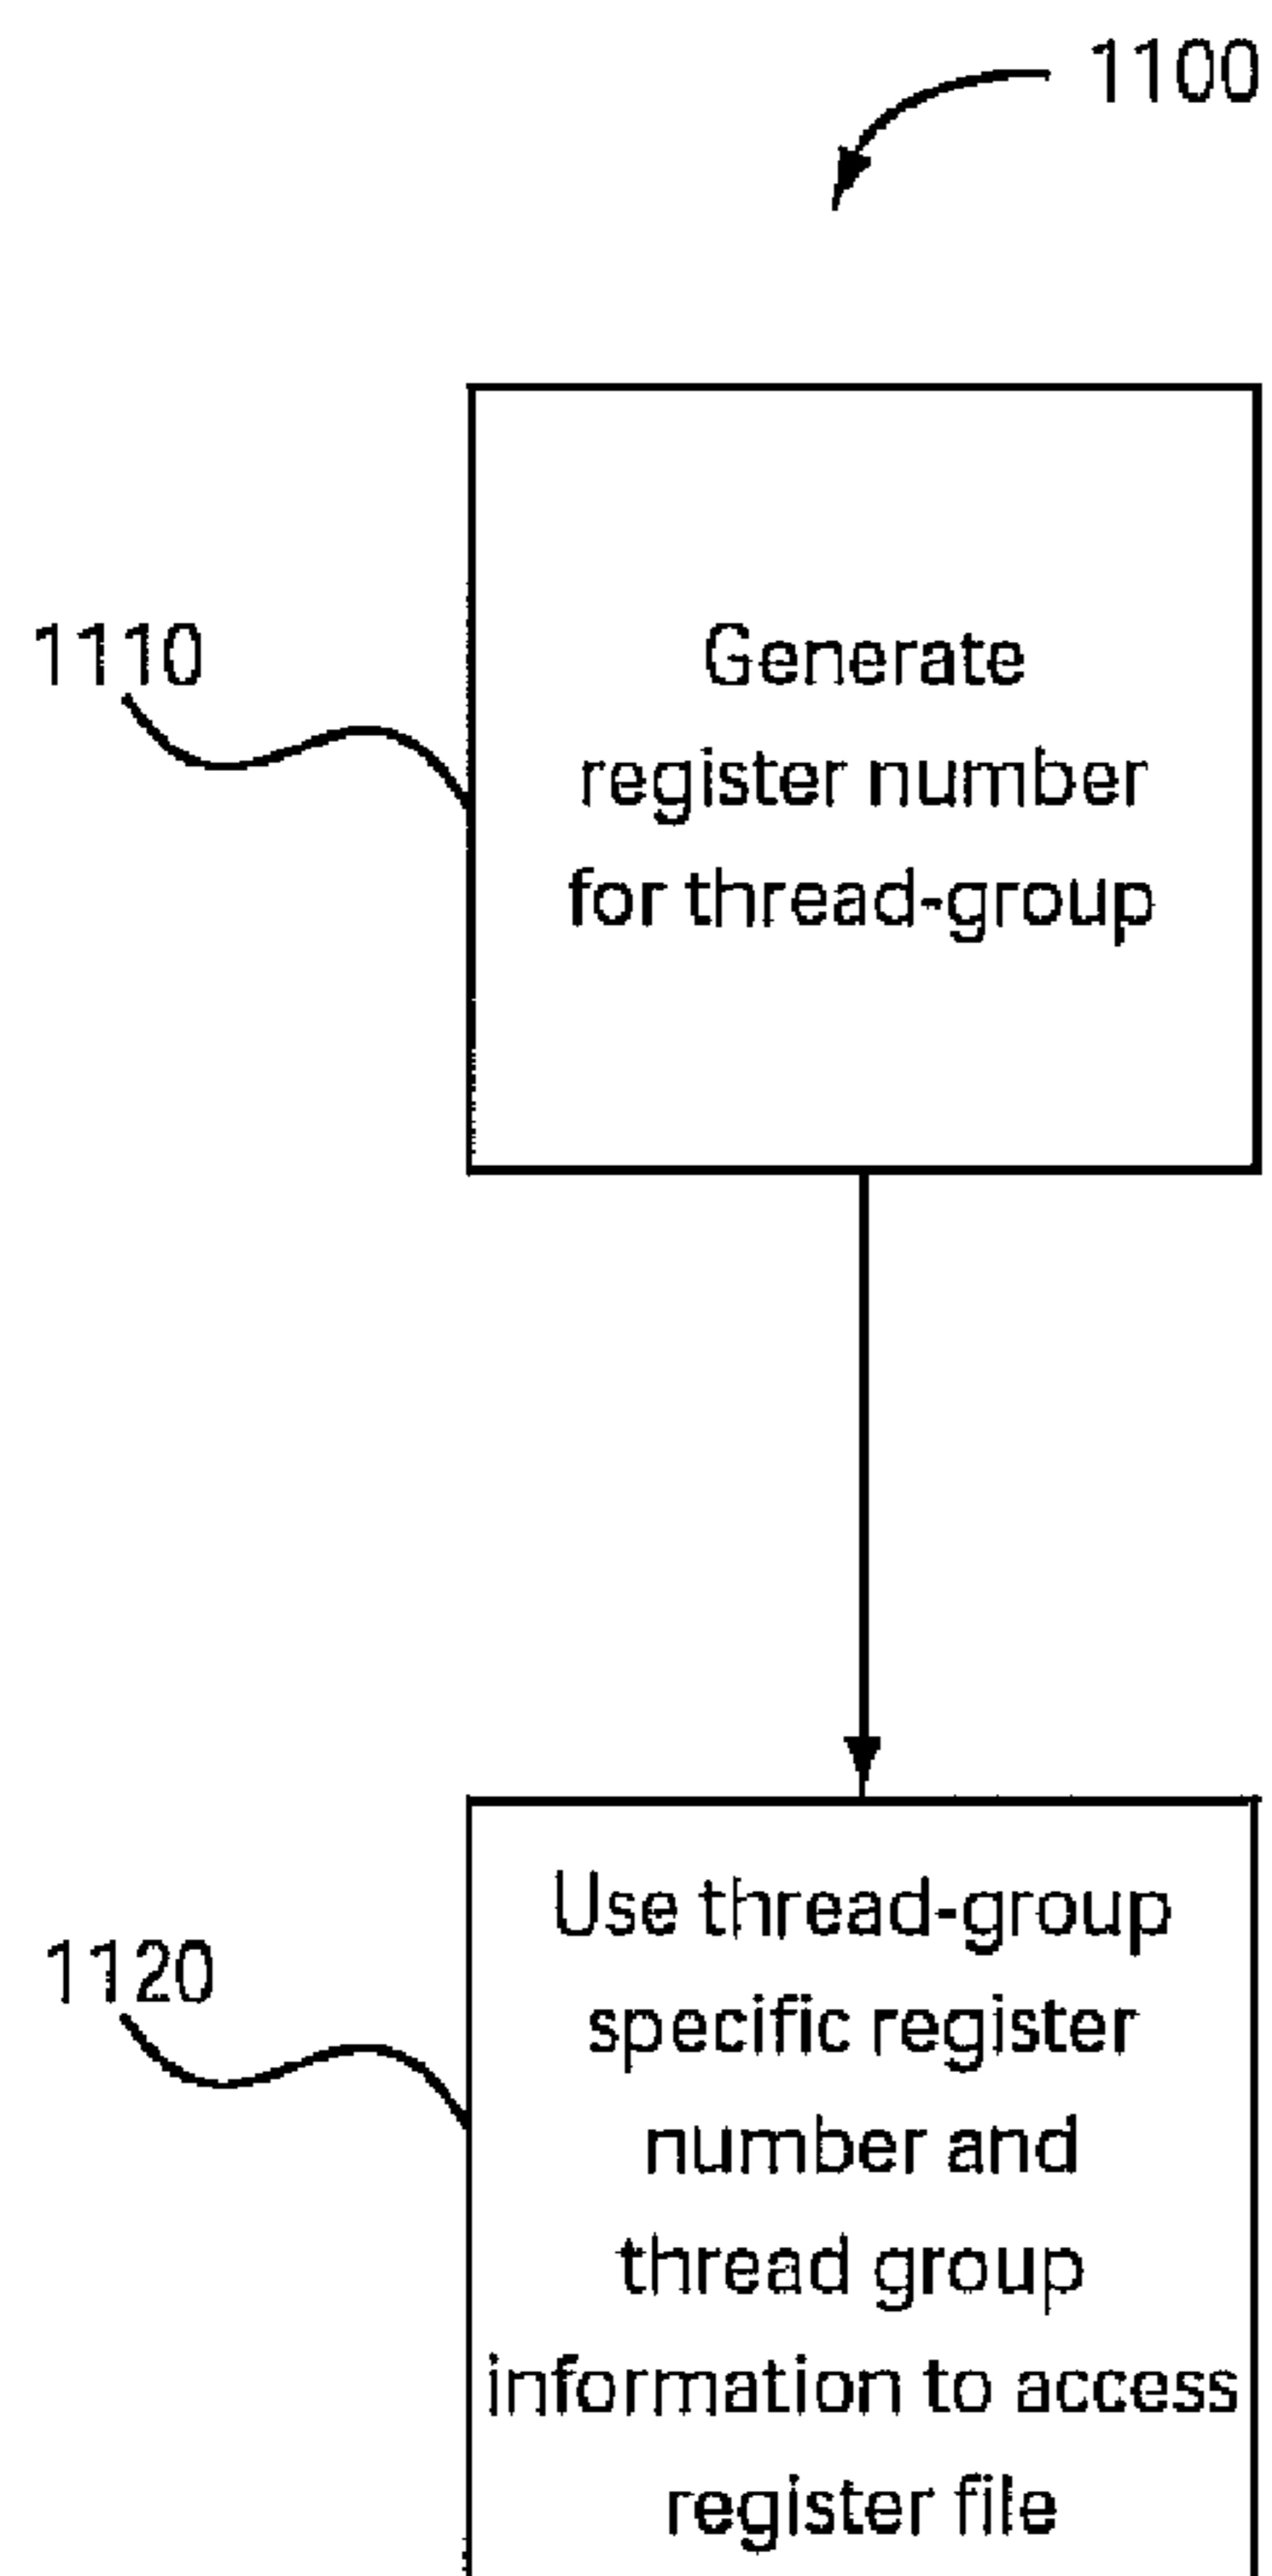 1100
1110
Generate
register number
for thread-group
1120
Use thread-group
specific register
number and
thread group
information to access
register file